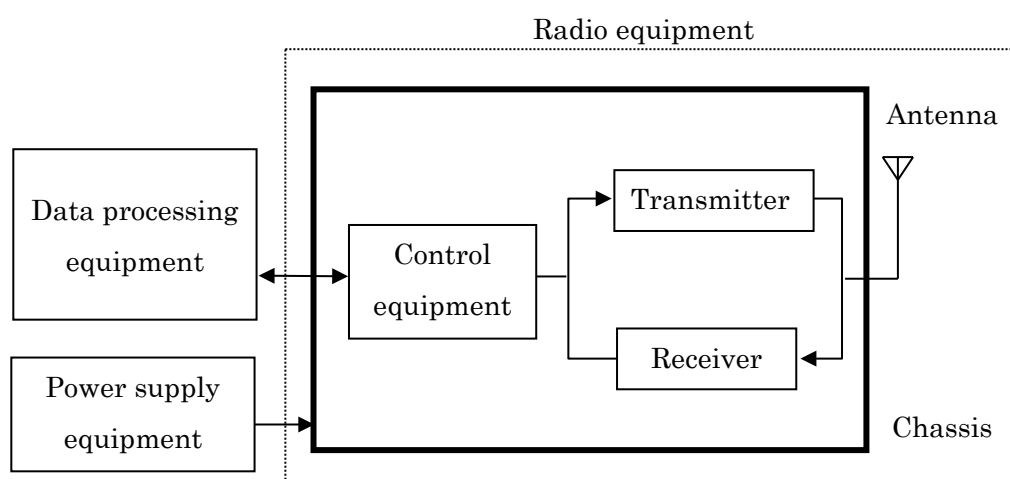 Radio equipment
Antenna
Data processing
equipment
Control
equipment
Transmitter
Receiver
Power supply
equipment
Chassis